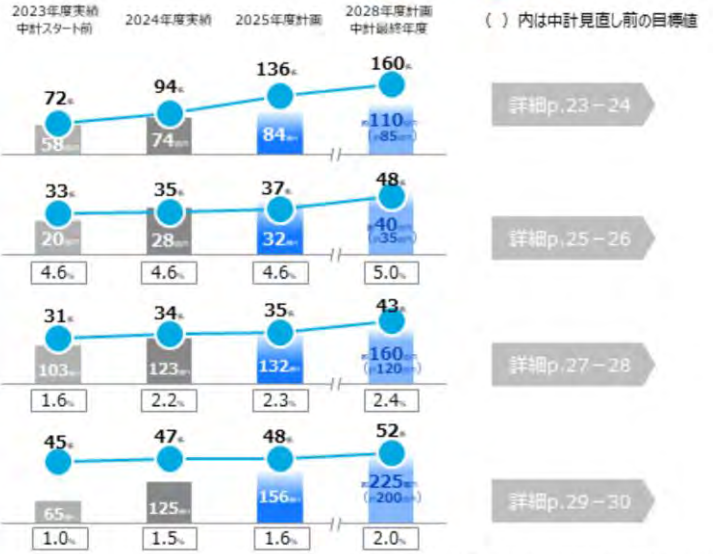 2023年度実績 2024年度実績 2025年度計画 2028年度計画
中計スタート前 中計最終年度
( ) 内は中計見直し前の目標値
72 94 136 160
58 74 84 110
85
詳細p.23-24
33 35 37 48
20 28 32 40
35
4.6% 4.6% 4.6% 5.0%
詳細p.25-26
31 34 35 43
103 123 132 160
120
1.6% 2.2% 2.3% 2.4%
詳細p.27-28
45 47 48 52
65 125 156 225
200
1.0% 1.5% 1.6% 2.0%
詳細p.29-30